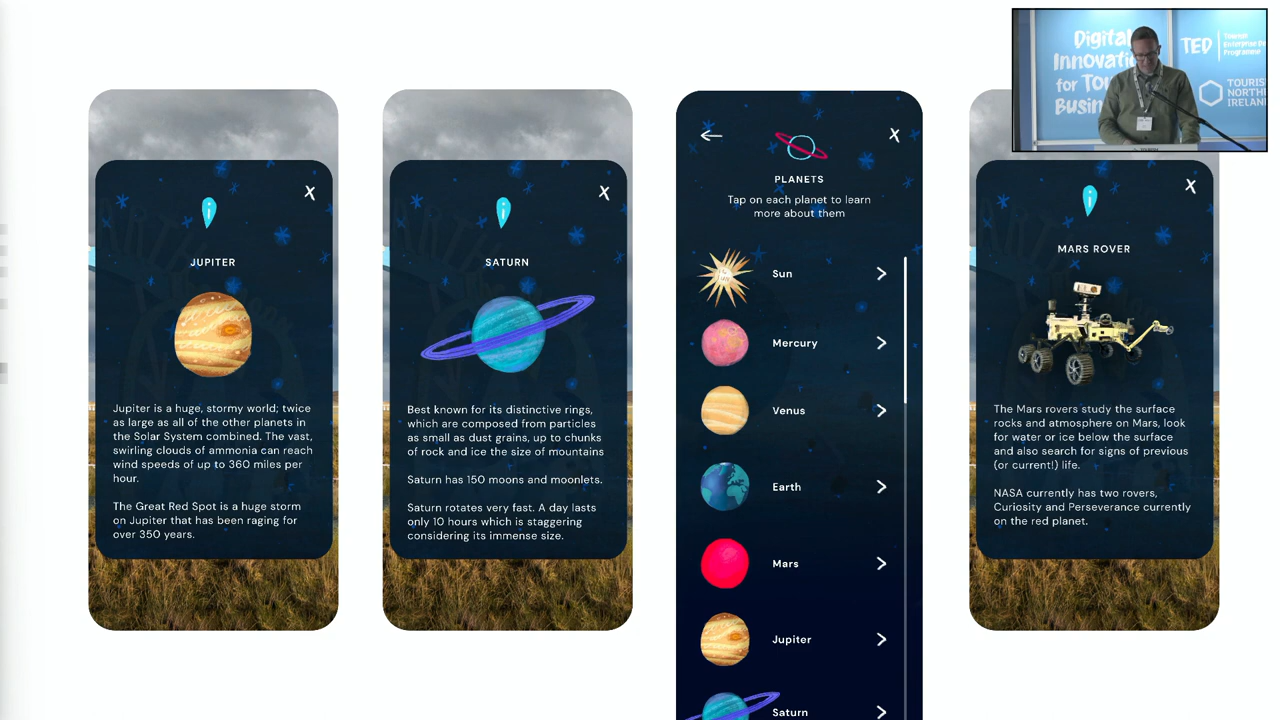 JUPITER
Jupiter is a huge, stormy world; twice
as large as all of the other planets in
the Solar System combined. The vast,
swirling clouds of ammonia can reach
wind speeds of up to 360 miles per
hour.
The Great Red Spot is a huge storm
on Jupiter that has been raging for
over 350 years.
SATURN
Best known for its distinctive rings,
which are composed from particles
as small as dust grains, up to chunks
of rock and ice the size of mountains
Saturn has 150 moons and moonlets.
Saturn rotates very fast. A day lasts
only 10 hours which is staggering
considering its immense size.
X
PLANETS
Tap on each planet to learn
more about them
Sun
Mercury
Venus
Earth
Mars
Jupiter
Saturn
MARS ROVER
The Mars rovers study the surface
rocks and atmosphere on Mars, look
for water or ice below the surface
and also search for signs of previous
(or current!) life.
NASA currently has two rovers,
Curiosity and Perseverance currently
on the red planet.
Digital
Innovatio
for Tou
Busin
TED
Enterprise De
Programme
TOURIS
NORTH
IRELAN